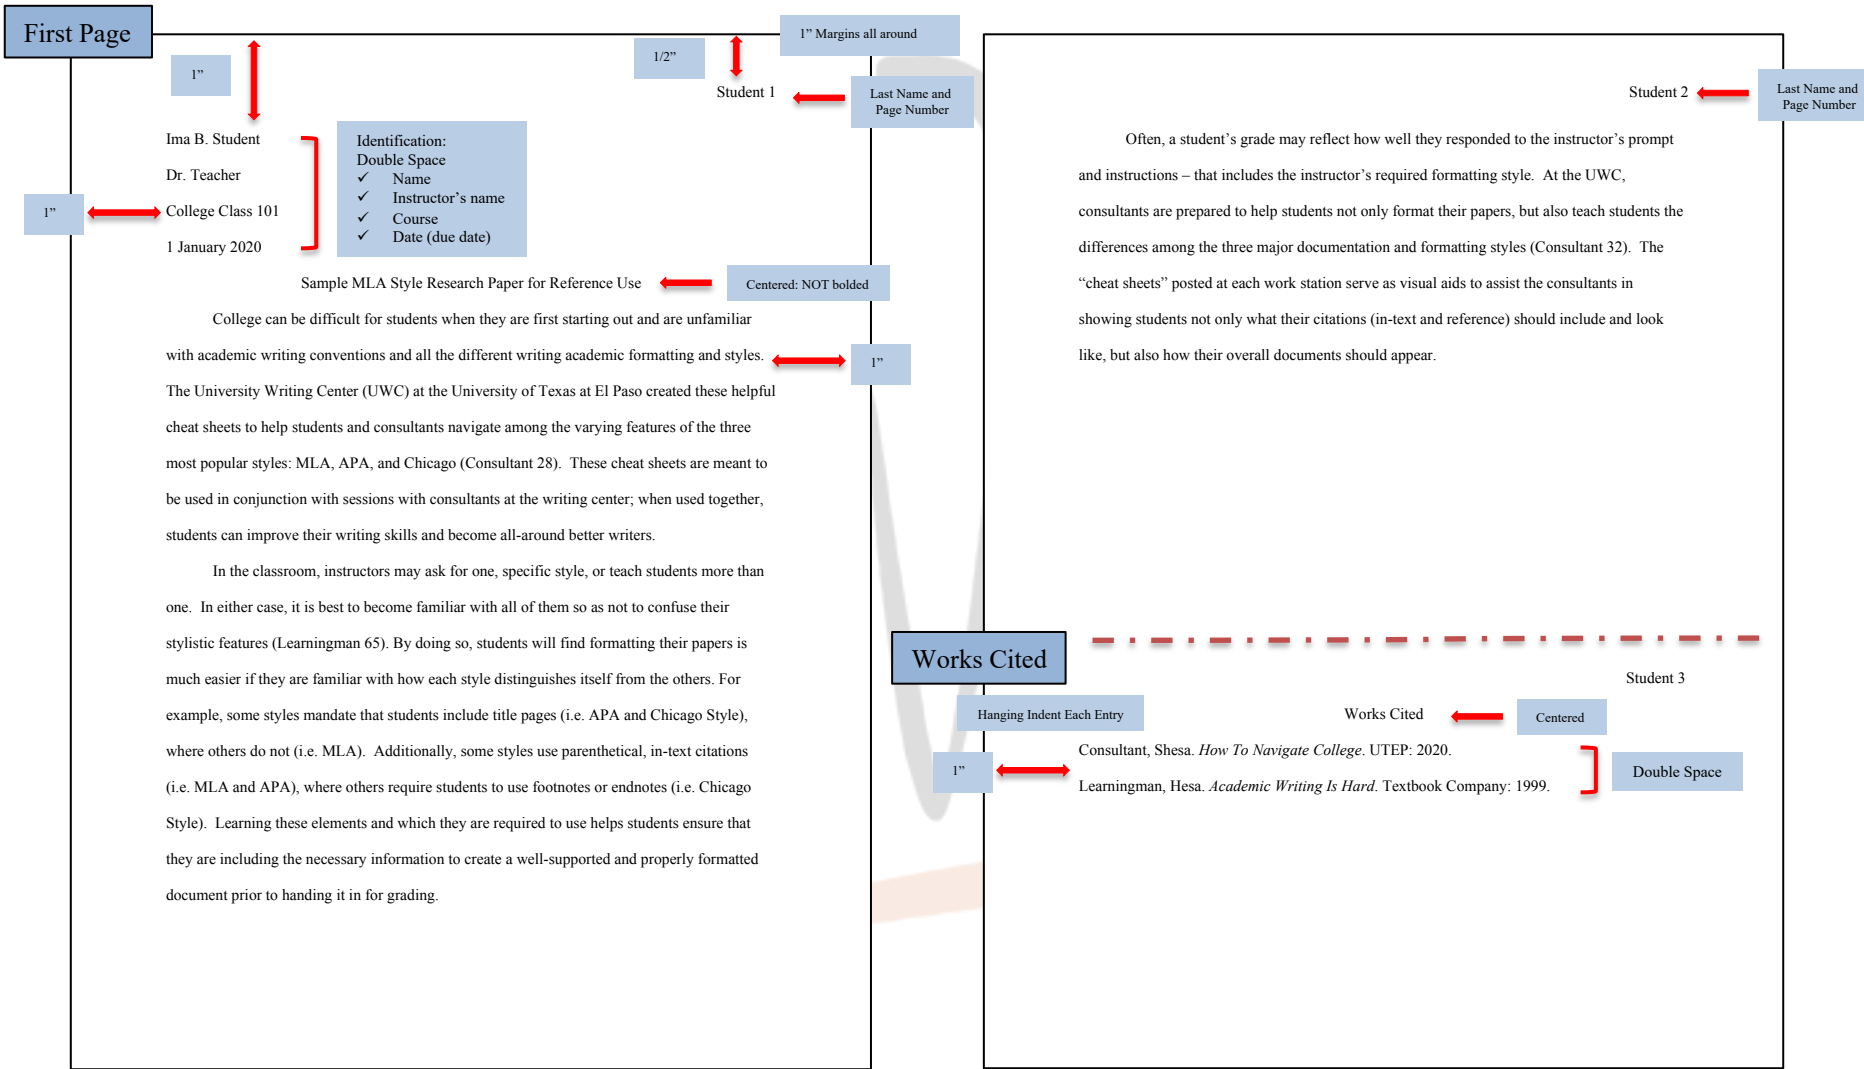 First Page
1” Margins all around
1/2”
1”
Student 1
Last Name and
Page Number
Ima B. Student
Dr. Teacher
College Class 101
1 January 2020
1”
Identification:
Double Space
✓ Name
✓ Instructor’s name
✓ Course
✓ Date (due date)
Sample MLA Style Research Paper for Reference Use
Centered: NOT bolded
College can be difficult for students when they are first starting out and are unfamiliar
with academic writing conventions and all the different writing academic formatting and styles.
1”
The University Writing Center (UWC) at the University of Texas at El Paso created these helpful
cheat sheets to help students and consultants navigate among the varying features of the three
most popular styles: MLA, APA, and Chicago (Consultant 28).  These cheat sheets are meant to
be used in conjunction with sessions with consultants at the writing center; when used together,
students can improve their writing skills and become all-around better writers.
In the classroom, instructors may ask for one, specific style, or teach students more than
one.  In either case, it is best to become familiar with all of them so as not to confuse their
stylistic features (Learningman 65). By doing so, students will find formatting their papers is
much easier if they are familiar with how each style distinguishes itself from the others. For
example, some styles mandate that students include title pages (i.e. APA and Chicago Style),
where others do not (i.e. MLA).  Additionally, some styles use parenthetical, in-text citations
(i.e. MLA and APA), where others require students to use footnotes or endnotes (i.e. Chicago
Style).  Learning these elements and which they are required to use helps students ensure that
they are including the necessary information to create a well-supported and properly formatted
document prior to handing it in for grading.
Student 2
Last Name and
Page Number
Often, a student’s grade may reflect how well they responded to the instructor’s prompt
and instructions – that includes the instructor’s required formatting style.  At the UWC,
consultants are prepared to help students not only format their papers, but also teach students the
differences among the three major documentation and formatting styles (Consultant 32).  The
“cheat sheets” posted at each work station serve as visual aids to assist the consultants in
showing students not only what their citations (in-text and reference) should include and look
like, but also how their overall documents should appear.
Works Cited
Student 3
Hanging Indent Each Entry
Works Cited
Centered
Consultant, Shesa. How To Navigate College. UTEP: 2020.
1”
Double Space
Learningman, Hesa. Academic Writing Is Hard. Textbook Company: 1999.